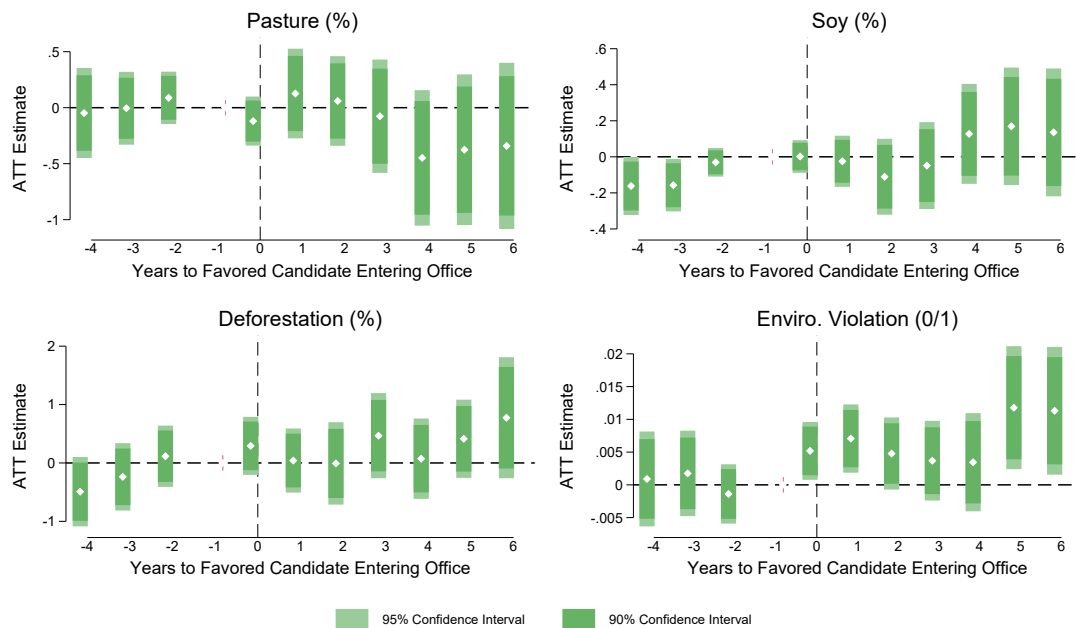 Pasture (%)
.5
0
-.5
-1
ATT Estimate
-4 -3 -2 -1 0 1 2 3 4 5 6
Years to Favored Candidate Entering Office
Soy (%)
.6
.4
.2
0
-.2
-.4
ATT Estimate
-4 -3 -2 -1 0 1 2 3 4 5 6
Years to Favored Candidate Entering Office
Deforestation (%)
2
1
0
-1
ATT Estimate
-4 -3 -2 -1 0 1 2 3 4 5 6
Years to Favored Candidate Entering Office
Enviro. Violation (0/1)
.02
.015
.01
.005
0
-.005
ATT Estimate
-4 -3 -2 -1 0 1 2 3 4 5 6
Years to Favored Candidate Entering Office
95% Confidence Interval 90% Confidence Interval